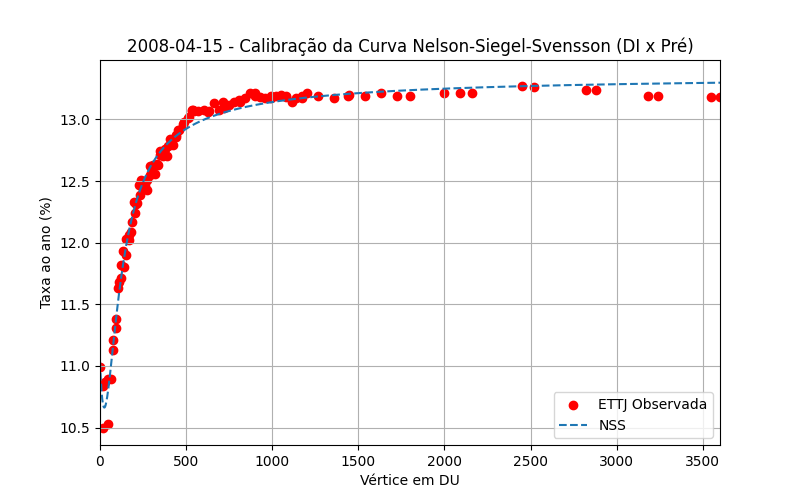 2008-04-15 - Calibração da Curva Nelson-Siegel-Svensson (DI x Pré)
Taxa ao ano (%)
13.0
12.5
12.0
11.5
11.0
10.5
ETTJ Observada
NSS
0 500 1000 1500 2000 2500 3000 3500
Vértice em DU